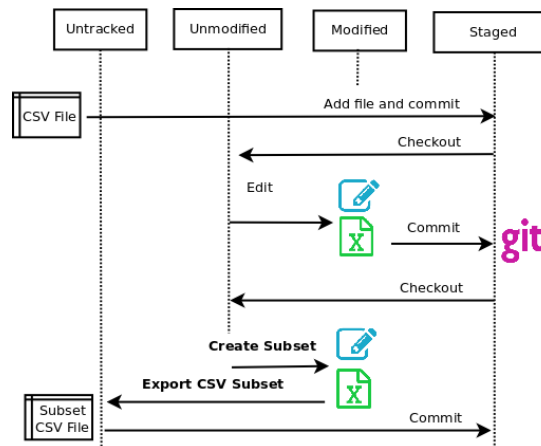 Untracked
Unmodified
Modified
Staged
CSV File
Add file and commit
Checkout
Edit
X
Commit
git
Checkout
Create Subset
Export CSV Subset
X
Subset
CSV File
Commit